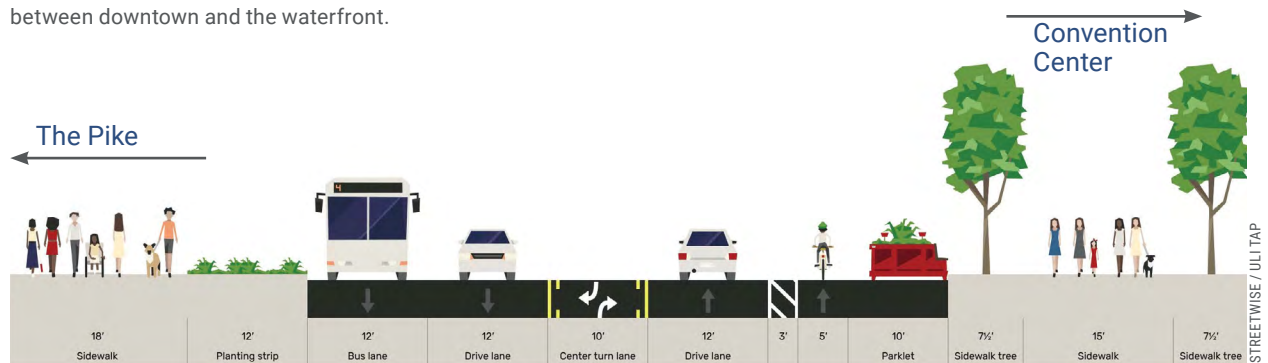 between downtown and the waterfront.
Convention
Center
The Pike
4
18’ 12’ 12’ 12’ 10’ 12’ 3’ 5’ 10’ 7½’ 15’ 7½’
Sidewalk Planting strip Bus lane Drive lane Center turn lane Drive lane Parklet Sidewalk tree Sidewalk Sidewalk tree
STREETWISE / ULI TAP